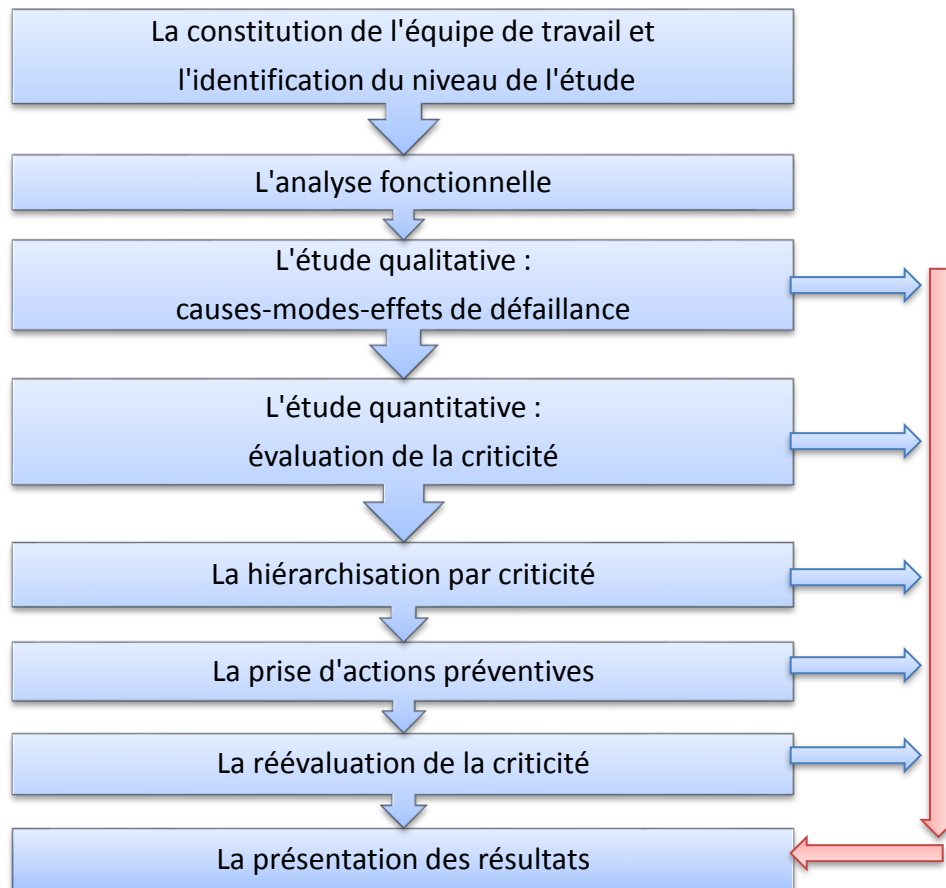 La constitution de l'équipe de travail et
l'identification du niveau de l'étude
L'analyse fonctionnelle
L'étude qualitative :
causes-modes-effets de défaillance
L'étude quantitative :
évaluation de la criticité
La hiérarchisation par criticité
La prise d'actions préventives
La réévaluation de la criticité
La présentation des résultats